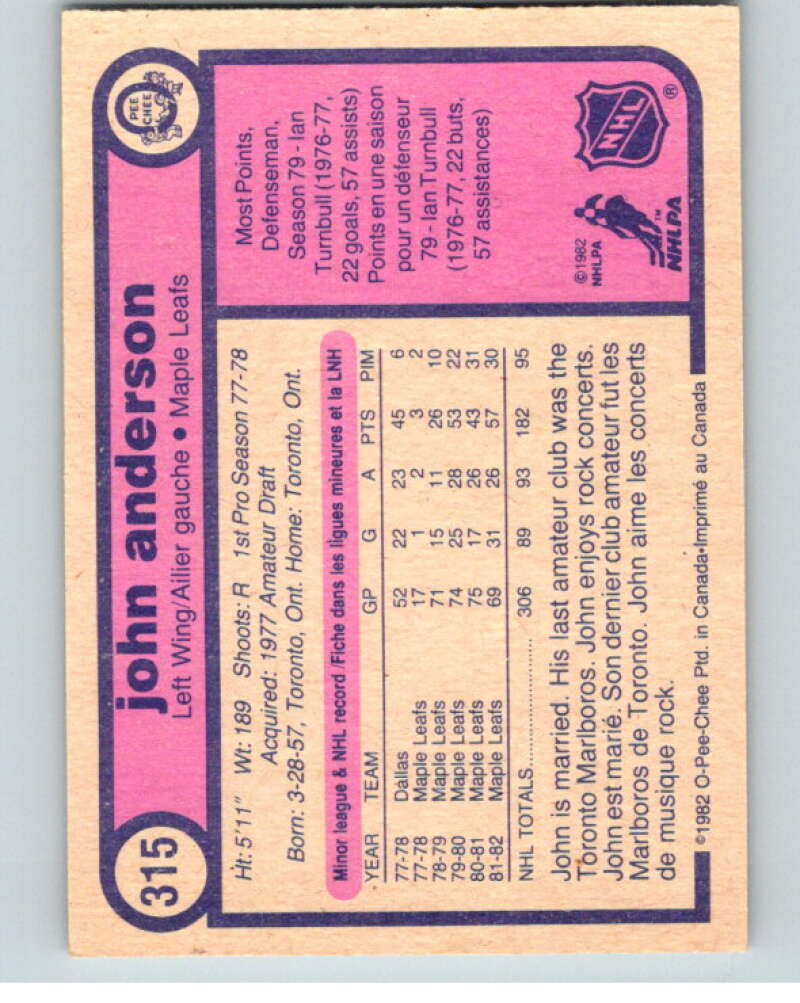 315
john anderson
Left Wing/Ailier gauche • Maple Leafs
O
PEE
CHEE
Ht: 5'11" Wt: 189 Shoots: R 1st Pro Season 77-78
Acquired: 1977 Amateur Draft
Born: 3-28-57, Toronto, Ont. Home: Toronto, Ont.
Minor league & NHL record/Fiche dans les ligues mineures et la LNH
YEAR TEAM GP G A PTS PIM
77-78 Dallas 52 22 23 45 6
77-78 Maple Leafs 17 1 2 3 2
78-79 Maple Leafs 71 15 11 26 10
79-80 Maple Leafs 74 25 28 53 22
80-81 Maple Leafs 75 17 26 43 31
81-82 Maple Leafs 69 31 26 57 30
NHL TOTALS.................... 306 89 93 182 95
John is married. His last amateur club was the
Toronto Marlboros. John enjoys rock concerts.
John est marié. Son dernier club amateur fut les
Marlboros de Toronto. John aime les concerts
de musique rock.
©1982 O-Pee-Chee Ptd. in Canada•Imprimé au Canada
Most Points,
Defenseman,
Season 79 - Ian
Turnbull (1976-77,
22 goals, 57 assists)
Points en une saison
pour un défenseur
79 - Ian Turnbull
(1976-77, 22 buts,
57 assistances)
©1982
NHLPA
™
NHLPA
NHL
®